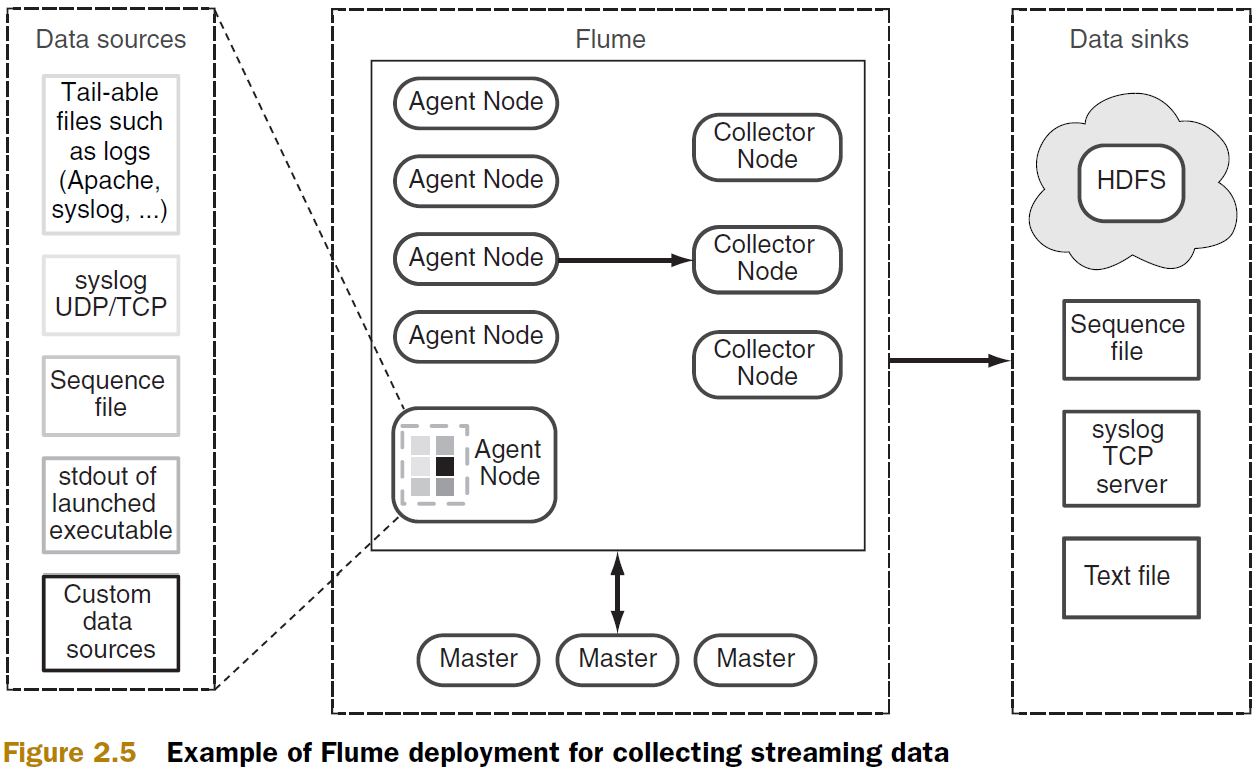 Data sources
Tail-able
files such
as logs
(Apache,
syslog, ...)
syslog
UDP/TCP
Sequence
file
stdout of
launched
executable
Custom
data
sources
Flume
Agent Node
Agent Node
Agent Node
Agent Node
Agent
Node
Collector
Node
Collector
Node
Collector
Node
Master
Master
Master
Data sinks
HDFS
Sequence
file
syslog
TCP
server
Text file
Figure 2.5 Example of Flume deployment for collecting streaming data